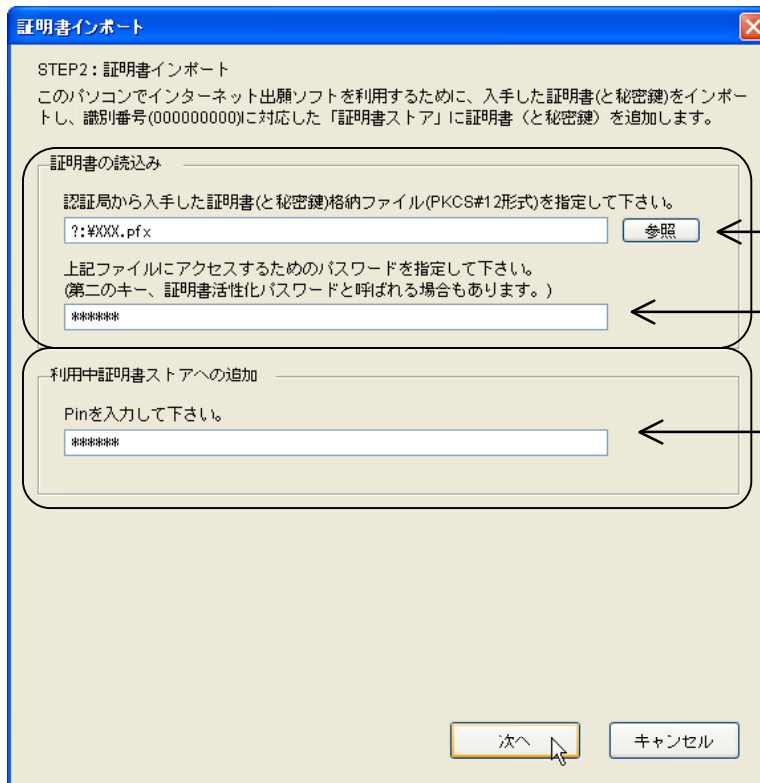 証明書インポート
STEP2：証明書インポート
このパソコンでインターネット出願ソフトを利用するために、入手した証明書(と秘密鍵)をインポー
トし、識別番号(000000000)に対応した「証明書ストア」に証明書（と秘密鍵）を追加します。
証明書の読込み
認証局から入手した証明書(と秘密鍵)格納ファイル(PKCS#12形式)を指定して下さい。
?:¥XXX.pfx
参照
上記ファイルにアクセスするためのパスワードを指定して下さい。
(第二のキー、証明書活性化パスワードと呼ばれる場合もあります。)
******
利用中証明書ストアへの追加
Pinを入力して下さい。
******
次へ
キャンセル